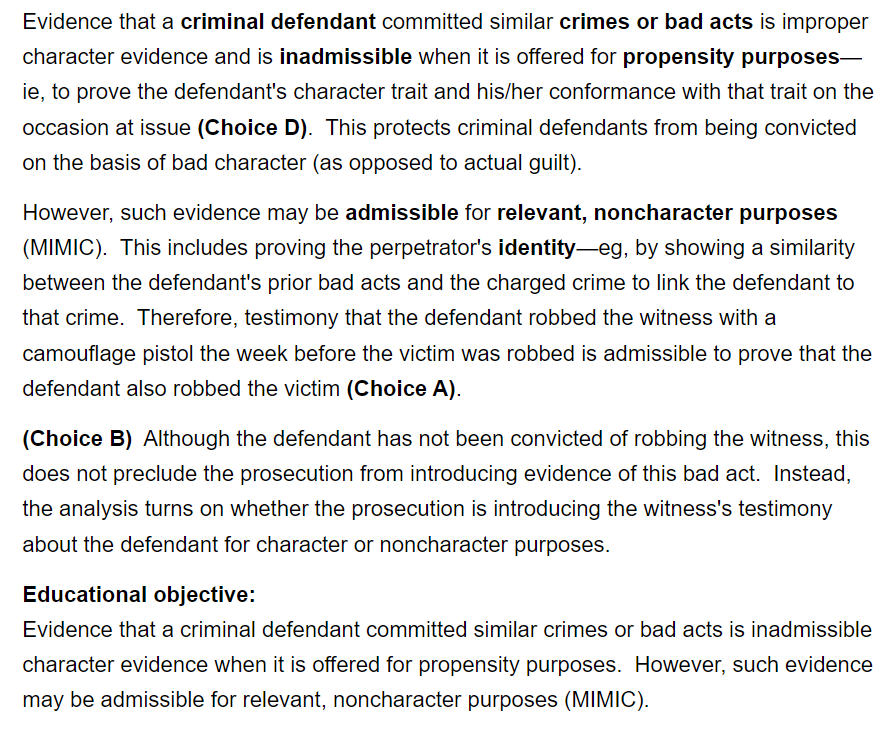 Evidence that a criminal defendant committed similar crimes or bad acts is improper
character evidence and is inadmissible when it is offered for propensity purposes—
ie, to prove the defendant's character trait and his/her conformance with that trait on the
occasion at issue (Choice D).  This protects criminal defendants from being convicted
on the basis of bad character (as opposed to actual guilt).
However, such evidence may be admissible for relevant, noncharacter purposes
(MIMIC).  This includes proving the perpetrator's identity—eg, by showing a similarity
between the defendant's prior bad acts and the charged crime to link the defendant to
that crime.  Therefore, testimony that the defendant robbed the witness with a
camouflage pistol the week before the victim was robbed is admissible to prove that the
defendant also robbed the victim (Choice A).
(Choice B)  Although the defendant has not been convicted of robbing the witness, this
does not preclude the prosecution from introducing evidence of this bad act.  Instead,
the analysis turns on whether the prosecution is introducing the witness's testimony
about the defendant for character or noncharacter purposes.
Educational objective:
Evidence that a criminal defendant committed similar crimes or bad acts is inadmissible
character evidence when it is offered for propensity purposes.  However, such evidence
may be admissible for relevant, noncharacter purposes (MIMIC).